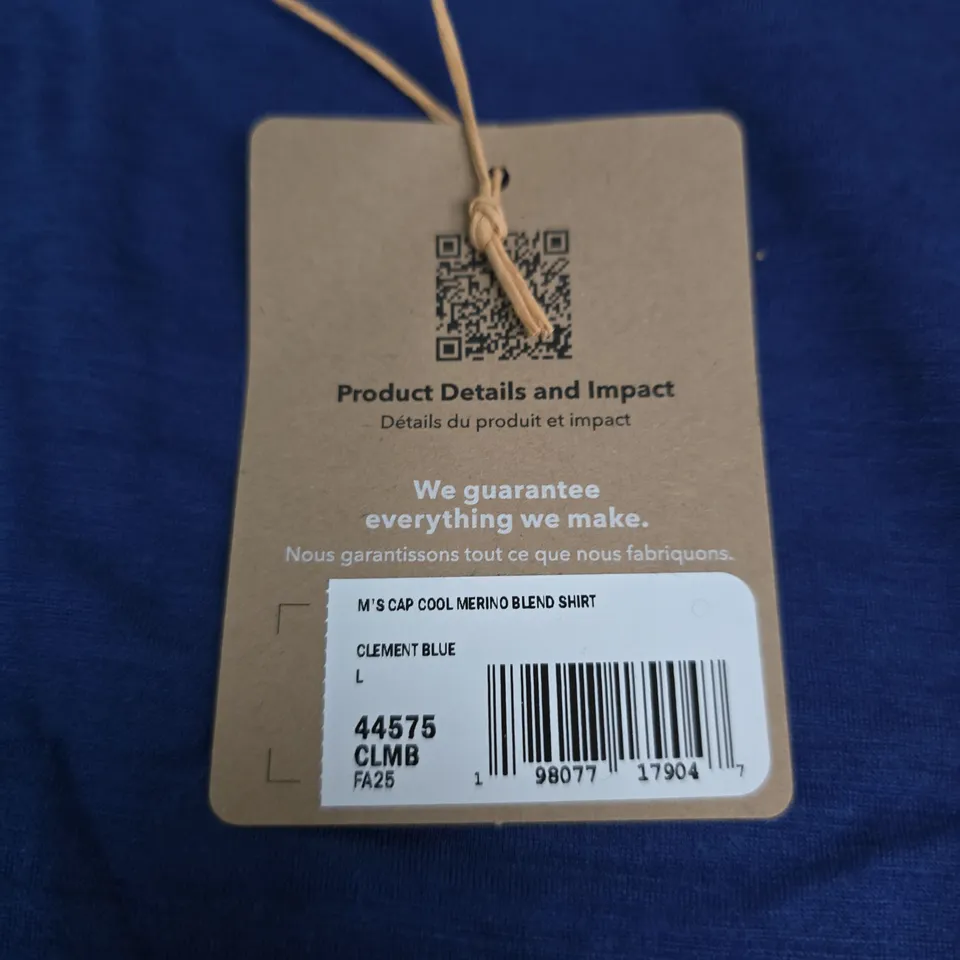 Product Details and Impact
Détails du produit et impact
We guarantee
everything we make.
Nous garantissons tout ce que nous fabriquons.
M'S CAP COOL MERINO BLEND SHIRT
CLEMENT BLUE
L
44575
CLMB
FA25
1 98077 17904 7